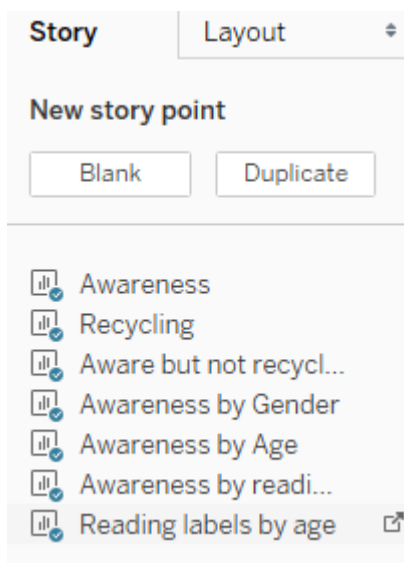 Story Layout
New story point
Blank Duplicate
Awareness
Recycling
Aware but not recycl...
Awareness by Gender
Awareness by Age
Awareness by readi...
Reading labels by age